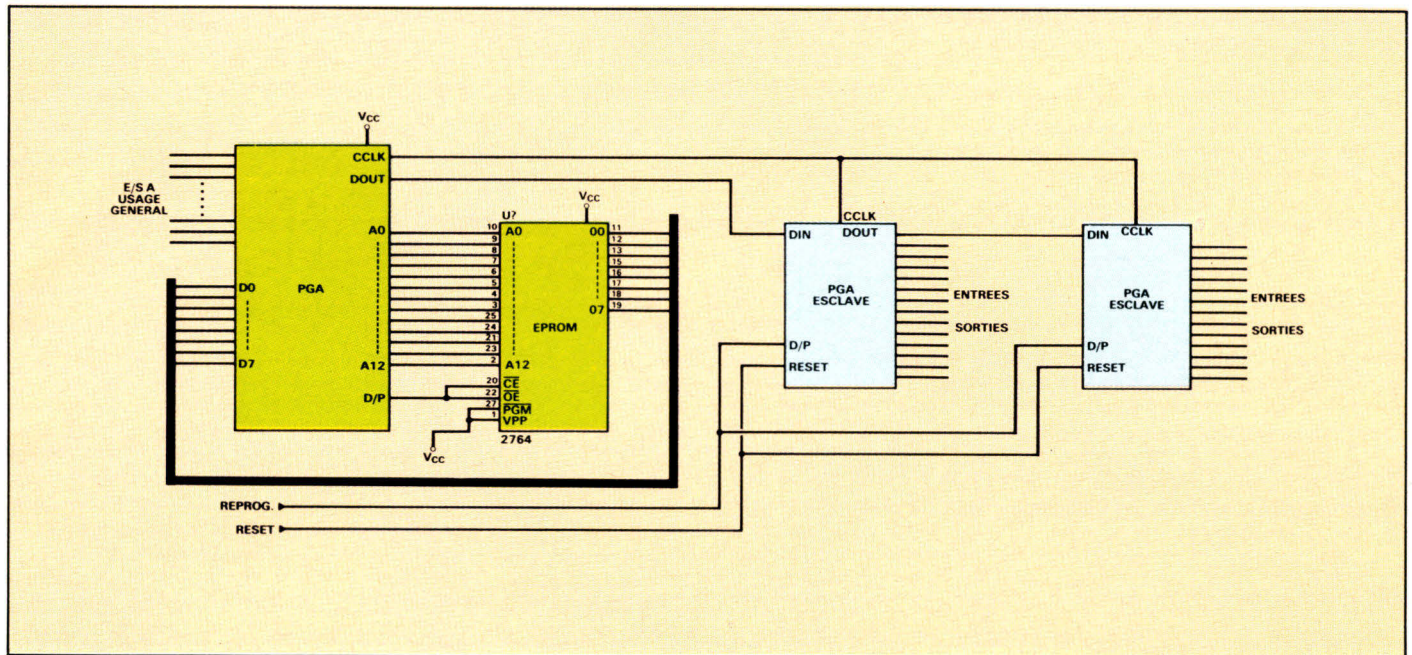 VCC
CCLK
DOUT
E/S A
USAGE
GENERAL
A0
D0
PGA
D7
A12
D/P
U?
VCC
10 A0
9
8
7
6
5
4
3
25
24
21
23
2 A12
20 CE
22 OE
27 PGM
1 VPP
2764
EPROM
00 11
12
13
15
16
17
18
07 19
VCC
CCLK
DIN DOUT
PGA
ESCLAVE
ENTREES
SORTIES
D/P
RESET
DIN CCLK
PGA
ESCLAVE
ENTREES
SORTIES
D/P
RESET
REPROG.
RESET